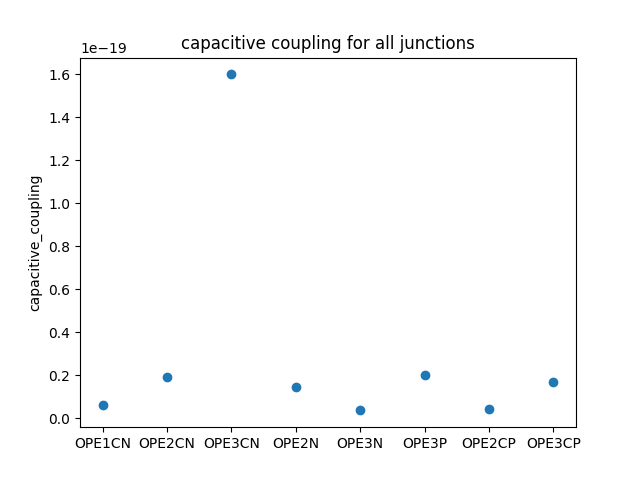 capacitive coupling for all junctions
1e−19
1.6
1.4
1.2
1.0
0.8
0.6
0.4
0.2
0.0
capacitive_coupling
OPE1CN OPE2CN OPE3CN OPE2N OPE3N OPE3P OPE2CP OPE3CP